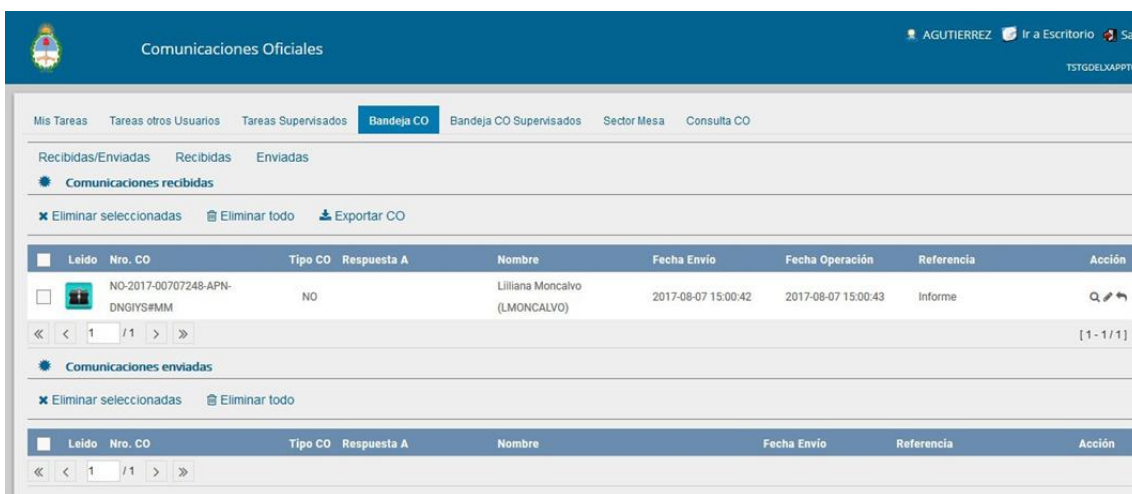 Comunicaciones Oficiales
AGUTIERREZ Ir a Escritorio Sa
TSTGDELXAPPT
Mis Tareas Tareas otros Usuarios Tareas Supervisados Bandeja CO Bandeja CO Supervisados Sector Mesa Consulta CO
Recibidas/Enviadas Recibidas Enviadas
Comunicaciones recibidas
Eliminar seleccionadas Eliminar todo Exportar CO
Leido Nro. CO Tipo CO Respuesta A Nombre Fecha Envío Fecha Operación Referencia Acción
NO-2017-00707248-APN-
DNGIYS#MM NO Liliana Moncalvo
(LMONCALVO) 2017-08-07 15:00:42 2017-08-07 15:00:43 Informe
1 / 1 [ 1 - 1 / 1 ]
Comunicaciones enviadas
Eliminar seleccionadas Eliminar todo
Leido Nro. CO Tipo CO Respuesta A Nombre Fecha Envío Referencia Acción
1 / 1